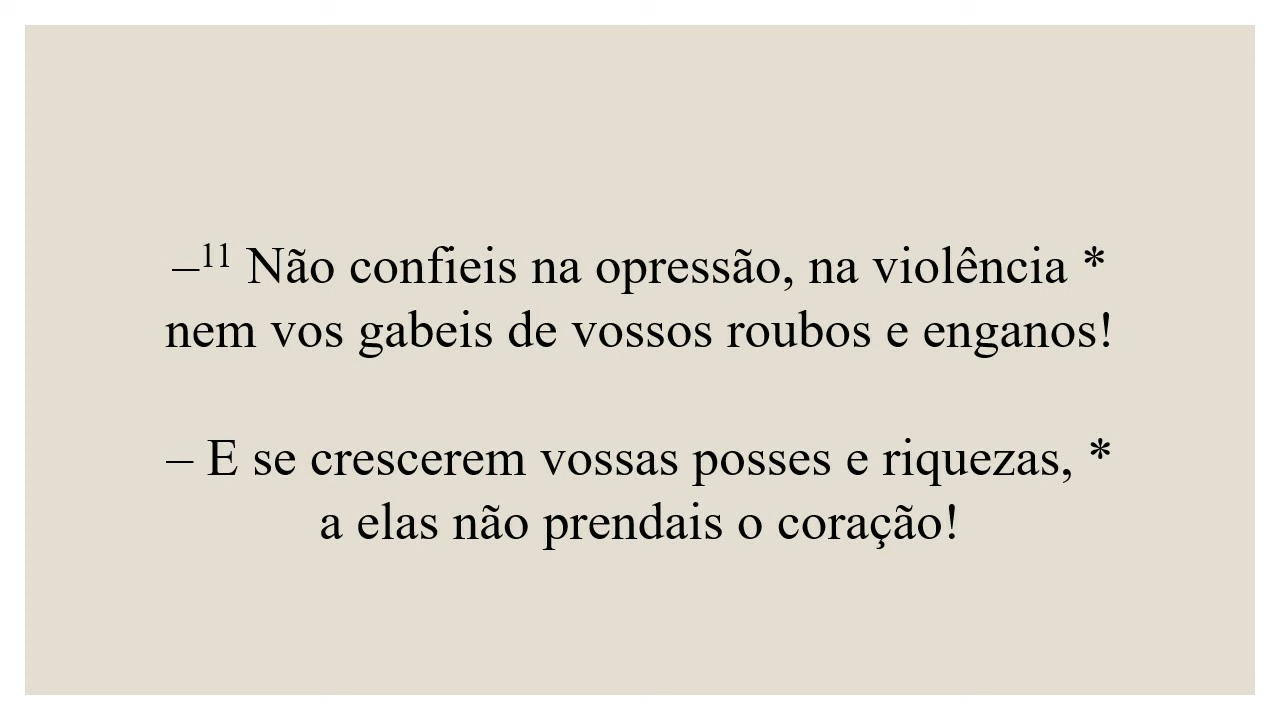 –¹¹ Não confieis na opressão, na violência *
nem vos gabeis de vossos roubos e enganos!
– E se crescerem vossas posses e riquezas, *
a elas não prendais o coração!